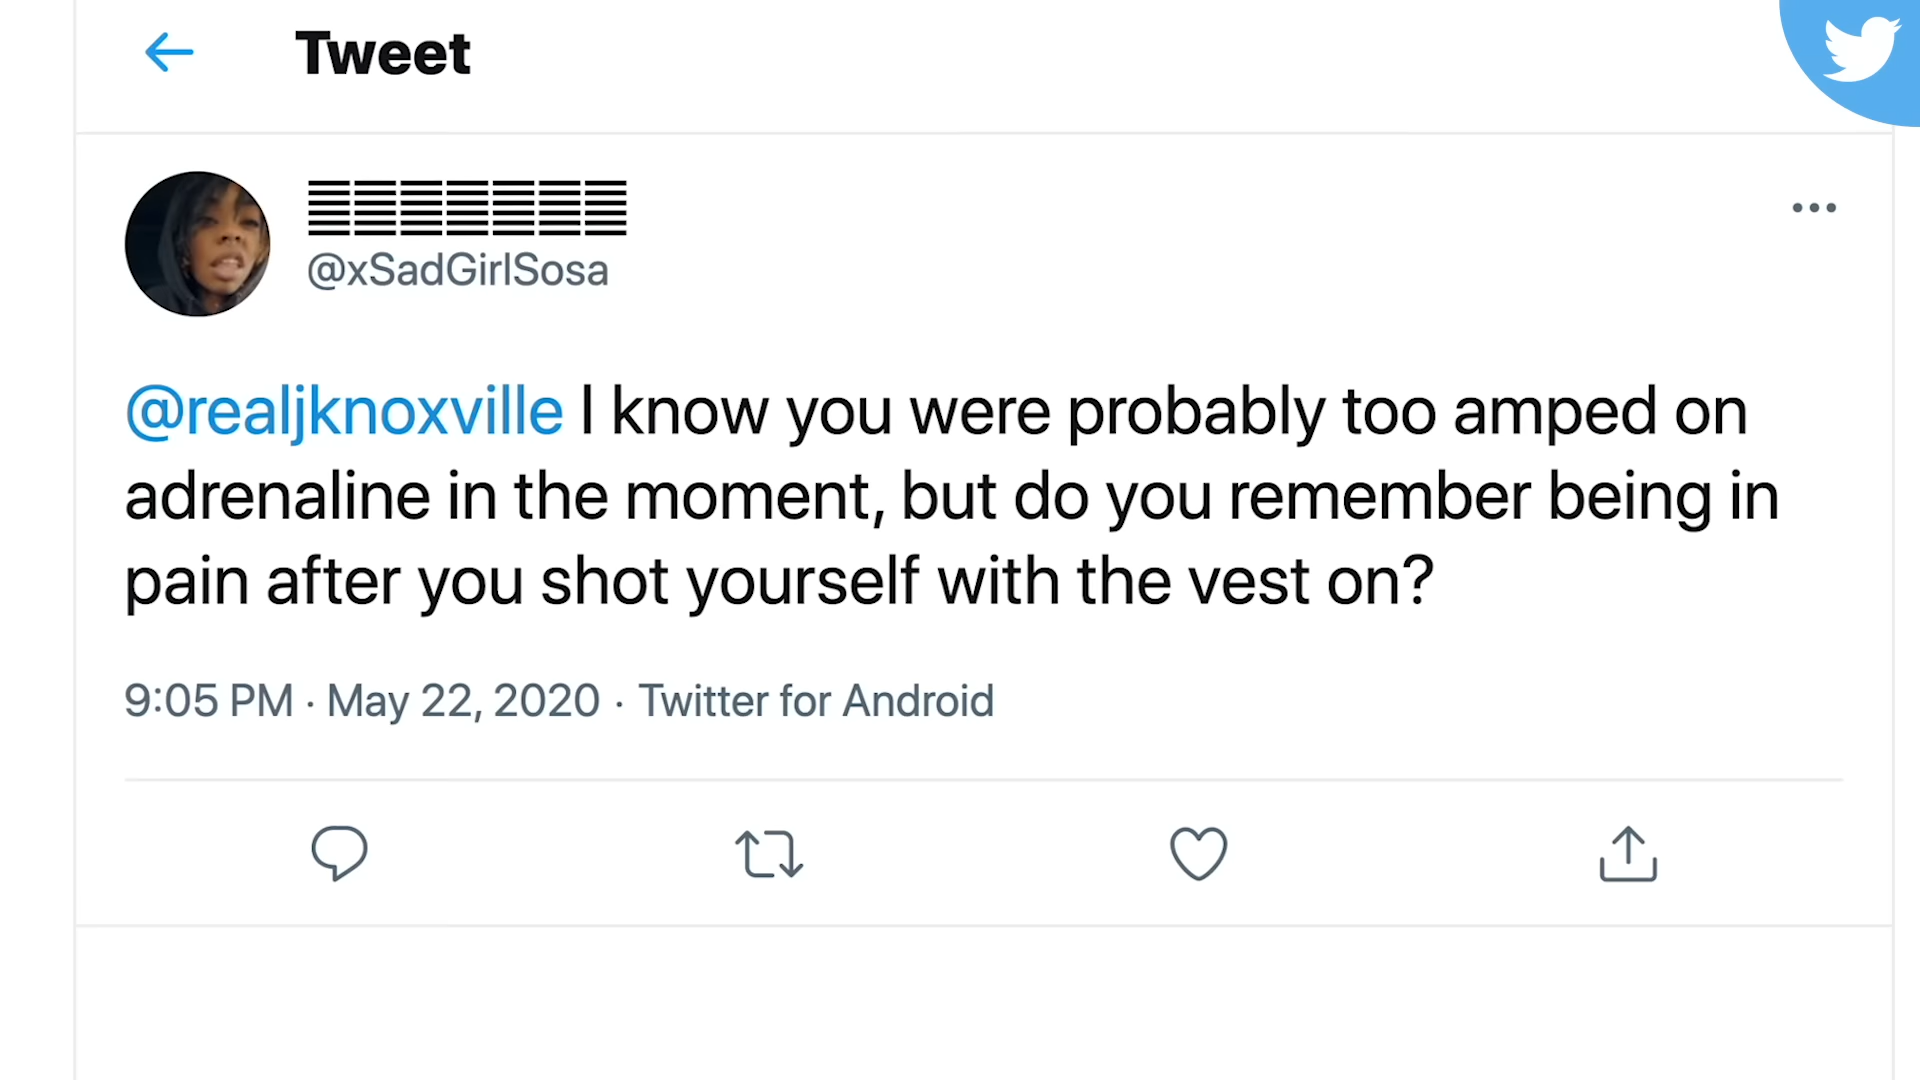 Tweet
@xSadGirlSosa
@realjknoxville I know you were probably too amped on
adrenaline in the moment, but do you remember being in
pain after you shot yourself with the vest on?
9:05 PM · May 22, 2020 · Twitter for Android